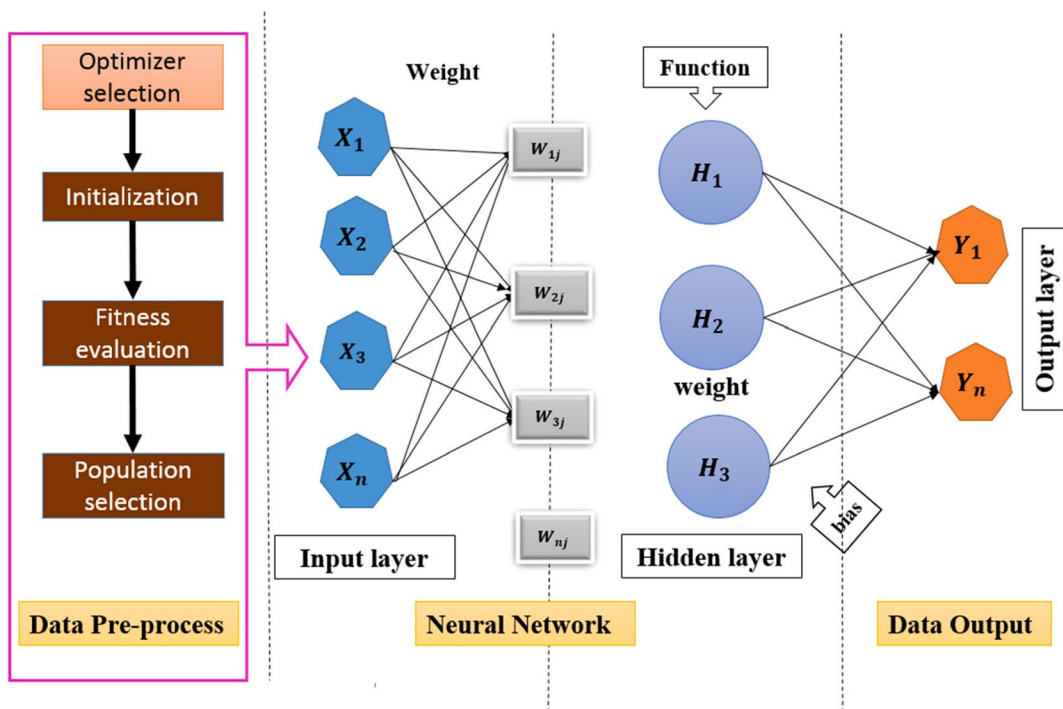 Optimizer
selection
Initialization
Fitness
evaluation
Population
selection
Data Pre-process
Weight
X1
X2
X3
Xn
Input layer
W1j
W2j
W3j
Wnj
Neural Network
Function
H1
H2
weight
H3
bias
Hidden layer
Y1
Yn
Output layer
Data Output